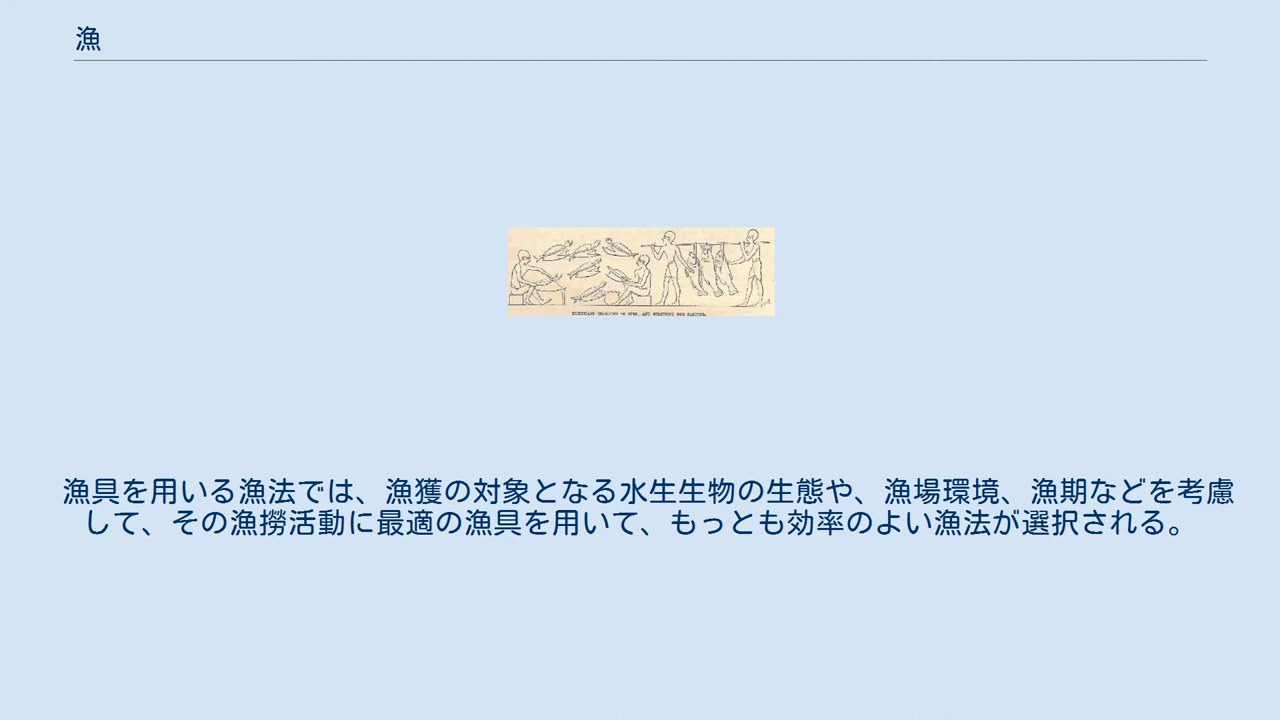 漁
漁具を用いる漁法では、漁獲の対象となる水生生物の生態や、漁場環境、漁期などを考慮
して、その漁撈活動に最適の漁具を用いて、もっとも効率のよい漁法が選択される。